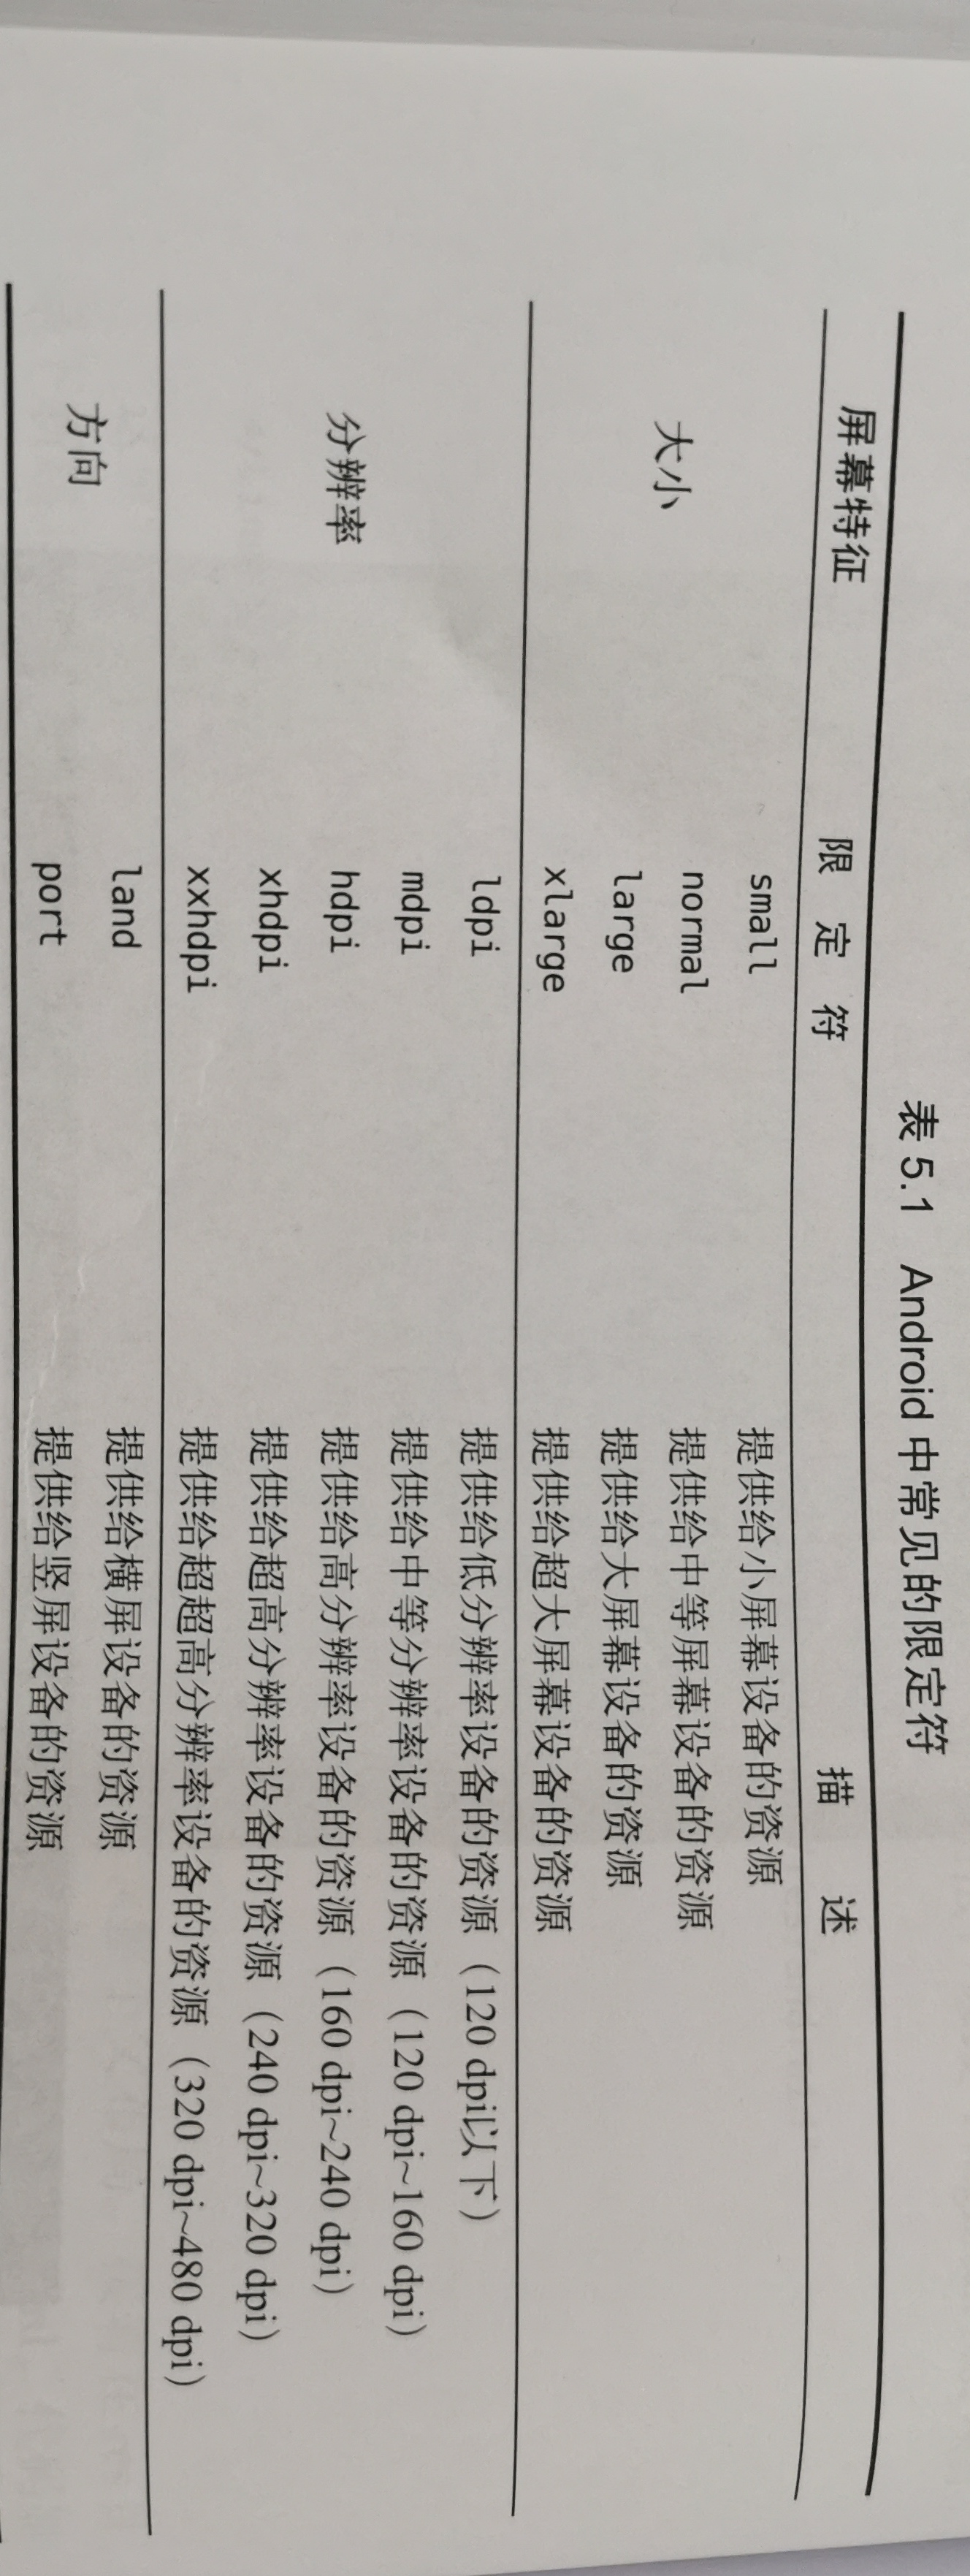 表 5.1 Android 中常见的限定符
屏幕特征 限 定 符 描 述
大小
small 提供给小屏幕设备的资源
normal 提供给中等屏幕设备的资源
large 提供给大屏幕设备的资源
xlarge 提供给超大屏幕设备的资源
分辨率
ldpi 提供给低分辨率设备的资源（120 dpi以下）
mdpi 提供给中等分辨率设备的资源（120 dpi~160 dpi）
hdpi 提供给高分辨率设备的资源（160 dpi~240 dpi）
xhdpi 提供给超高分辨率设备的资源（240 dpi~320 dpi）
xxhdpi 提供给超超高分辨率设备的资源（320 dpi~480 dpi）
方向
land 提供给横屏设备的资源
port 提供给竖屏设备的资源